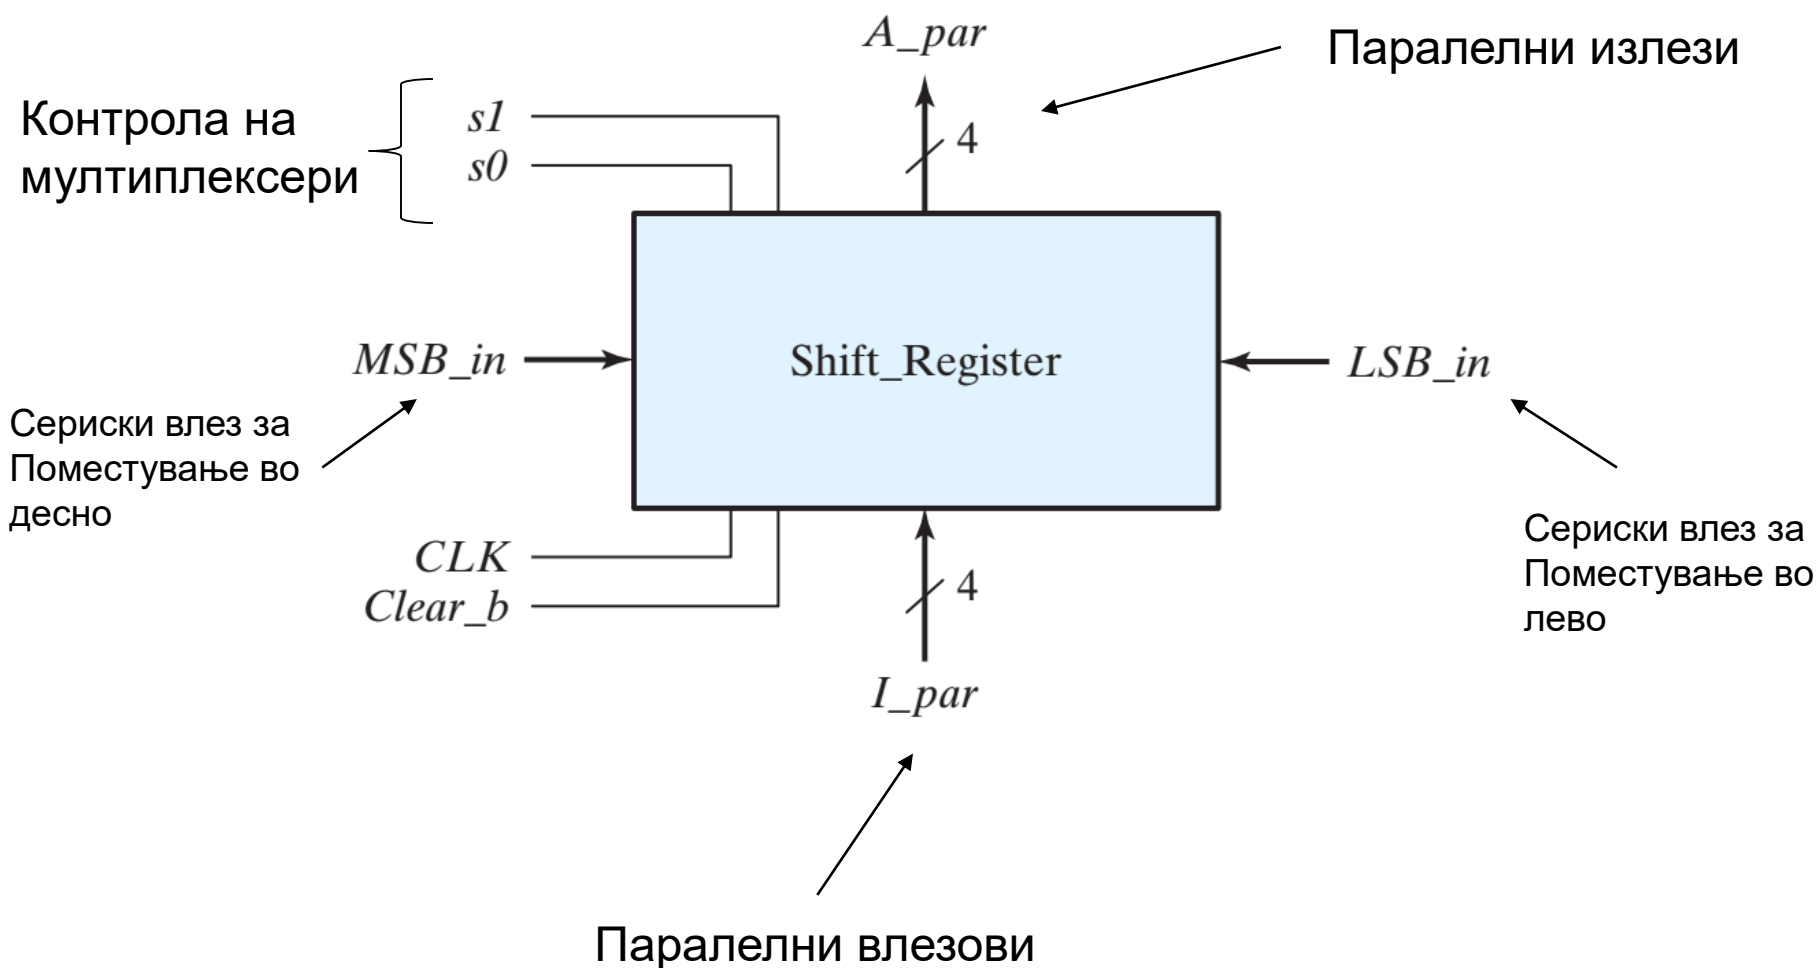 A_par
Паралелни излези
Контрола на
мултиплексери
s1
s0
4
MSB_in
Shift_Register
LSB_in
Сериски влез за
Поместување во
десно
Сериски влез за
Поместување во
лево
CLK
Clear_b
4
I_par
Паралелни влезови